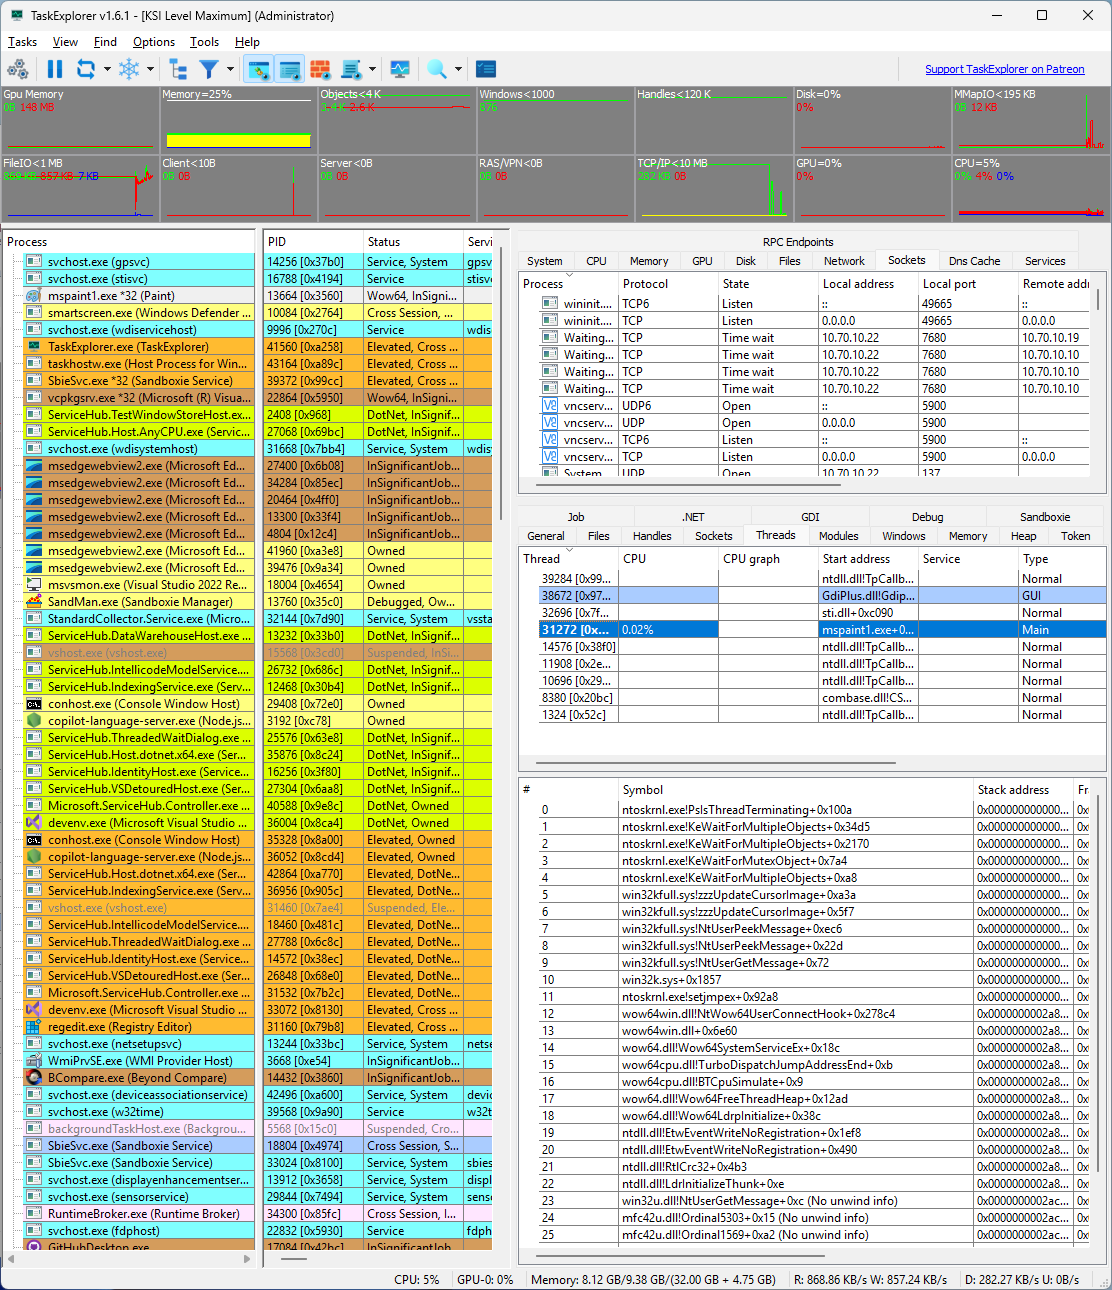 TaskExplorer v1.6.1 - [KSI Level Maximum] (Administrator)
Tasks View Find Options Tools Help
Support TaskExplorer on Patreon
Gpu Memory Memory=25% Objects<4 K Windows<1000 Handles<120 K Disk=0% MMapIO<195 KB
0B 148 MB 3.4 K 2.6 K 876 0% 0B 12 KB
FileIO<1 MB Client<10B Server<0B RAS/VPN<0B TCP/IP<10 MB GPU=0% CPU=5%
869 KB 857 KB 7 KB 0B 0B 0B 0B 0B 0B 282 KB 0B 0% 0% 4% 0%
Process PID Status Servi
svchost.exe (gpsvc) 14256 [0x37b0] Service, System gpsv
svchost.exe (stisvc) 16788 [0x4194] Service, System stisv
mspaint1.exe *32 (Paint) 13664 [0x3560] Wow64, InSigni...
smartscreen.exe (Windows Defender ... 10084 [0x2764] Cross Session, ...
svchost.exe (wdiservicehost) 9996 [0x270c] Service wdis
TaskExplorer.exe (TaskExplorer) 41560 [0xa258] Elevated, Cross ...
taskhostw.exe (Host Process for Win... 43164 [0xa89c] Elevated, Cross ...
SbieSvc.exe *32 (Sandboxie Service) 39372 [0x99cc] Elevated, Cross ...
vcpkgsrv.exe *32 (Microsoft (R) Visua... 22864 [0x5950] Wow64, InSigni...
ServiceHub.TestWindowStoreHost.ex... 2408 [0x968] DotNet, InSignif...
ServiceHub.Host.AnyCPU.exe (Servic... 27068 [0x69bc] DotNet, InSignif...
svchost.exe (wdisystemhost) 31668 [0x7bb4] Service, System wdis
msedgewebview2.exe (Microsoft Ed... 27400 [0x6b08] InSignificantJob...
msedgewebview2.exe (Microsoft Ed... 34284 [0x85ec] InSignificantJob...
msedgewebview2.exe (Microsoft Ed... 20464 [0x4ff0] InSignificantJob...
msedgewebview2.exe (Microsoft Ed... 13300 [0x33f4] InSignificantJob...
msedgewebview2.exe (Microsoft Ed... 4804 [0x12c4] InSignificantJob...
msedgewebview2.exe (Microsoft Ed... 41960 [0xa3e8] Owned
msedgewebview2.exe (Microsoft Ed... 39476 [0x9a34] Owned
msvsmon.exe (Visual Studio 2022 Re... 18004 [0x4654] Owned
SandMan.exe (Sandboxie Manager) 13760 [0x35c0] Debugged, Ow...
StandardCollector.Service.exe (Micro... 32144 [0x7d90] Service, System vssta
ServiceHub.DataWarehouseHost.exe ... 13232 [0x33b0] DotNet, InSignif...
vshost.exe (vshost.exe) 15568 [0x3cd0] Suspended, InSi...
ServiceHub.IntellicodeModelService.... 26732 [0x686c] DotNet, InSignif...
ServiceHub.IndexingService.exe (Serv... 12468 [0x30b4] DotNet, InSignif...
conhost.exe (Console Window Host) 29408 [0x72e0] Owned
copilot-language-server.exe (Node.js... 3192 [0xc78] Owned
ServiceHub.ThreadedWaitDialog.exe ... 25576 [0x63e8] DotNet, InSignif...
ServiceHub.Host.dotnet.x64.exe (Ser... 35876 [0x8c24] DotNet, InSignif...
ServiceHub.IdentityHost.exe (Service... 16256 [0x3f80] DotNet, InSignif...
ServiceHub.VSDetouredHost.exe (Ser... 27304 [0x6aa8] DotNet, InSignif...
Microsoft.ServiceHub.Controller.exe ... 40588 [0x9e8c] DotNet, Owned
devenv.exe (Microsoft Visual Studio ... 36004 [0x8ca4] DotNet, Owned
conhost.exe (Console Window Host) 35328 [0x8a00] Elevated, Owned
copilot-language-server.exe (Node.js... 36052 [0x8cd4] Elevated, Owned
ServiceHub.Host.dotnet.x64.exe (Ser... 42864 [0xa770] Elevated, DotNe...
ServiceHub.IndexingService.exe (Serv... 36956 [0x905c] Elevated, DotNe...
vshost.exe (vshost.exe) 31460 [0x7ae4] Suspended, Ele...
ServiceHub.IntellicodeModelService.... 18460 [0x481c] Elevated, DotNe...
ServiceHub.ThreadedWaitDialog.exe ... 27788 [0x6c8c] Elevated, DotNe...
ServiceHub.IdentityHost.exe (Service... 14572 [0x38ec] Elevated, DotNe...
ServiceHub.VSDetouredHost.exe (Ser... 26848 [0x68e0] Elevated, DotNe...
Microsoft.ServiceHub.Controller.exe ... 31532 [0x7b2c] Elevated, DotNe...
devenv.exe (Microsoft Visual Studio ... 33072 [0x8130] Elevated, Cross ...
regedit.exe (Registry Editor) 31160 [0x79b8] Elevated, Cross ...
svchost.exe (netsetupsvc) 13244 [0x33bc] Service, System netse
WmiPrvSE.exe (WMI Provider Host) 3668 [0xe54] InSignificantJob...
BCompare.exe (Beyond Compare) 14432 [0x3860] InSignificantJob...
svchost.exe (deviceassociationservice) 42496 [0xa600] Service, System devic
svchost.exe (w32time) 39568 [0x9a90] Service w32t
backgroundTaskHost.exe (Backgrou... 5568 [0x15c0] Suspended, Cro...
SbieSvc.exe (Sandboxie Service) 18804 [0x4974] Cross Session, S...
SbieSvc.exe (Sandboxie Service) 33024 [0x8100] Service, System sbies
svchost.exe (displayenhancementser... 13912 [0x3658] Service, System displ
svchost.exe (sensorservice) 29844 [0x7494] Service, System sens
RuntimeBroker.exe (Runtime Broker) 34300 [0x85fc] Cross Session, I...
svchost.exe (fdphost) 22832 [0x5930] Service fdph
GitHubDesktop.exe 17084 [0x42bc] InSignificantJob
RPC Endpoints
System CPU Memory GPU Disk Files Network Sockets Dns Cache Services
Process Protocol State Local address Local port Remote addr
wininit.... TCP6 Listen :: 49665 ::
wininit.... TCP Listen 0.0.0.0 49665 0.0.0.0
Waiting... TCP Time wait 10.70.10.22 7680 10.70.10.19
Waiting... TCP Time wait 10.70.10.22 7680 10.70.10.10
Waiting... TCP Time wait 10.70.10.22 7680 10.70.10.10
Waiting... TCP Time wait 10.70.10.22 7680 10.70.10.10
vncserv... UDP6 Open :: 5900
vncserv... UDP Open 0.0.0.0 5900
vncserv... TCP6 Listen :: 5900 ::
vncserv... TCP Listen 0.0.0.0 5900 0.0.0.0
System UDP Open 10.70.10.22 137
Job .NET GDI Debug Sandboxie
General Files Handles Sockets Threads Modules Windows Memory Heap Token
Thread CPU CPU graph Start address Service Type
39284 [0x99... ntdll.dll!TpCallb... Normal
38672 [0x97... GdiPlus.dll!Gdip... GUI
32696 [0x7f... sti.dll+0xc090 Normal
31272 [0x... 0.02% mspaint1.exe+0... Main
14576 [0x38f0] ntdll.dll!TpCallb... Normal
11908 [0x2e... ntdll.dll!TpCallb... Normal
10696 [0x29... ntdll.dll!TpCallb... Normal
8380 [0x20bc] combase.dll!CS... Normal
1324 [0x52c] ntdll.dll!TpCallb... Normal
# Symbol Stack address Fr
0 ntoskrnl.exe!PsIsThreadTerminating+0x100a 0x000000000000... 0x
1 ntoskrnl.exe!KeWaitForMultipleObjects+0x34d5 0x000000000000... 0x
2 ntoskrnl.exe!KeWaitForMultipleObjects+0x2170 0x000000000000... 0x
3 ntoskrnl.exe!KeWaitForMutexObject+0x7a4 0x000000000000... 0x
4 ntoskrnl.exe!KeWaitForMultipleObjects+0xa8 0x000000000000... 0x
5 win32kfull.sys!zzzUpdateCursorImage+0xa3a 0x000000000000... 0x
6 win32kfull.sys!zzzUpdateCursorImage+0x5f7 0x000000000000... 0x
7 win32kfull.sys!NtUserPeekMessage+0xec6 0x000000000000... 0x
8 win32kfull.sys!NtUserPeekMessage+0x22d 0x000000000000... 0x
9 win32kfull.sys!NtUserGetMessage+0x72 0x000000000000... 0x
10 win32k.sys+0x1857 0x000000000000... 0x
11 ntoskrnl.exe!setjmpex+0x92a8 0x000000000000... 0x
12 wow64win.dll!NtWow64UserConnectHook+0x278c4 0x0000000002a8... 0x
13 wow64win.dll+0x6e60 0x0000000002a8... 0x
14 wow64.dll!Wow64SystemServiceEx+0x18c 0x0000000002a8... 0x
15 wow64cpu.dll!TurboDispatchJumpAddressEnd+0xb 0x0000000002a8... 0x
16 wow64cpu.dll!BTCpuSimulate+0x9 0x0000000002a8... 0x
17 wow64.dll!Wow64FreeThreadHeap+0x12ad 0x0000000002a8... 0x
18 wow64.dll!Wow64LdrpInitialize+0x38c 0x0000000002a8... 0x
19 ntdll.dll!EtwEventWriteNoRegistration+0x1ef8 0x0000000002a8... 0x
20 ntdll.dll!EtwEventWriteNoRegistration+0x490 0x0000000002a8... 0x
21 ntdll.dll!RtlCrc32+0x4b3 0x0000000002a8... 0x
22 ntdll.dll!LdrInitializeThunk+0xe 0x0000000002a8... 0x
23 win32u.dll!NtUserGetMessage+0xc (No unwind info) 0x0000000002ac... 0x
24 mfc42u.dll!Ordinal5303+0x15 (No unwind info) 0x0000000002ac... 0x
25 mfc42u.dll!Ordinal1569+0xa2 (No unwind info) 0x0000000002ac... 0x
CPU: 5% GPU-0: 0% Memory: 8.12 GB/9.38 GB/(32.00 GB + 4.75 GB) R: 868.86 KB/s W: 857.24 KB/s D: 282.27 KB/s U: 0B/s